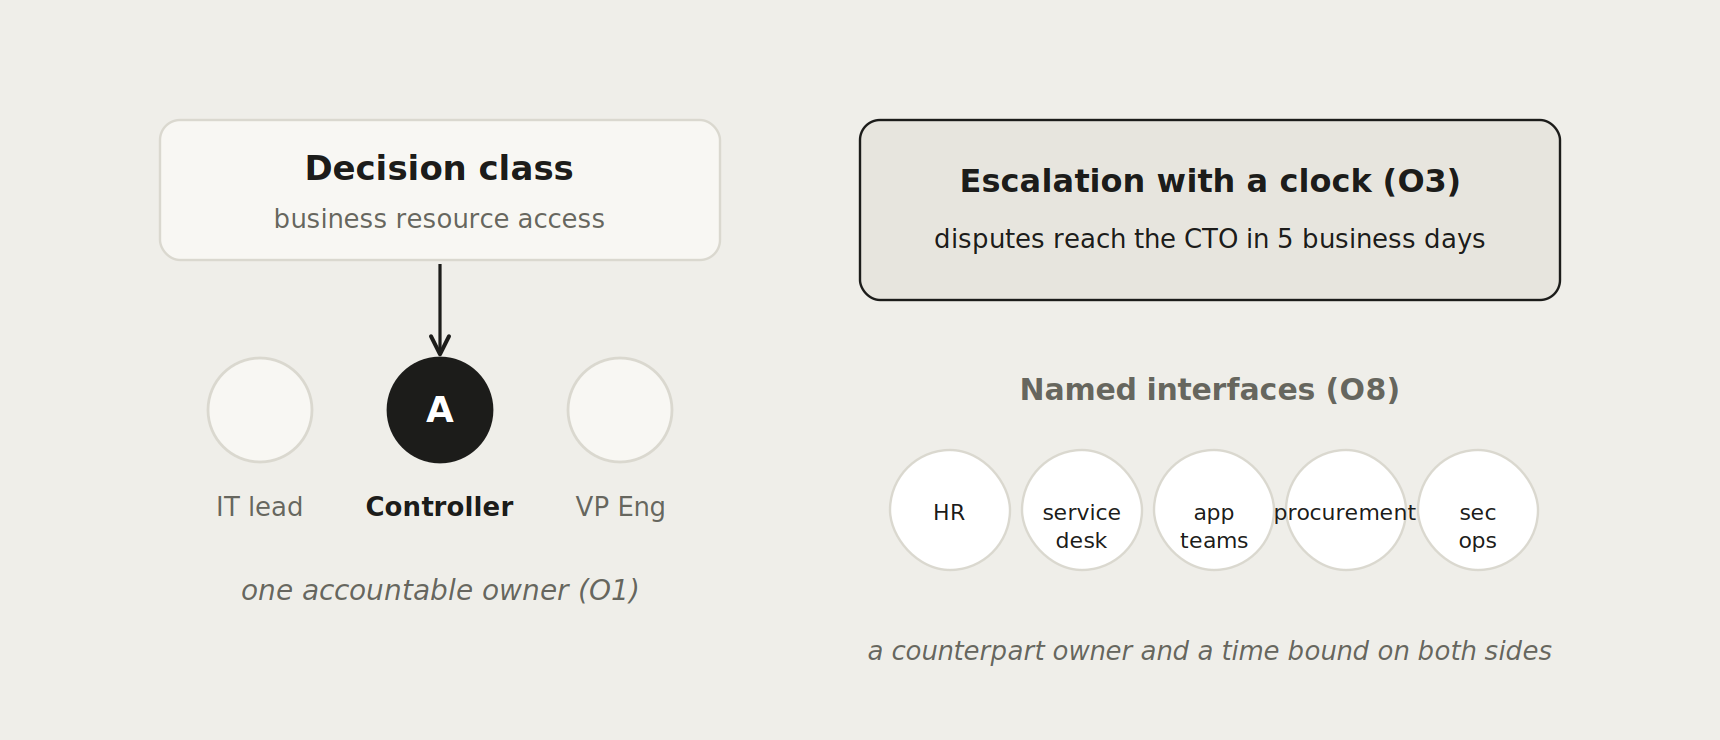 Decision class
business resource access
A
IT lead
Controller
VP Eng
one accountable owner (O1)
Escalation with a clock (O3)
disputes reach the CTO in 5 business days
Named interfaces (O8)
HR
service
desk
app
teams
procurement
sec
ops
a counterpart owner and a time bound on both sides